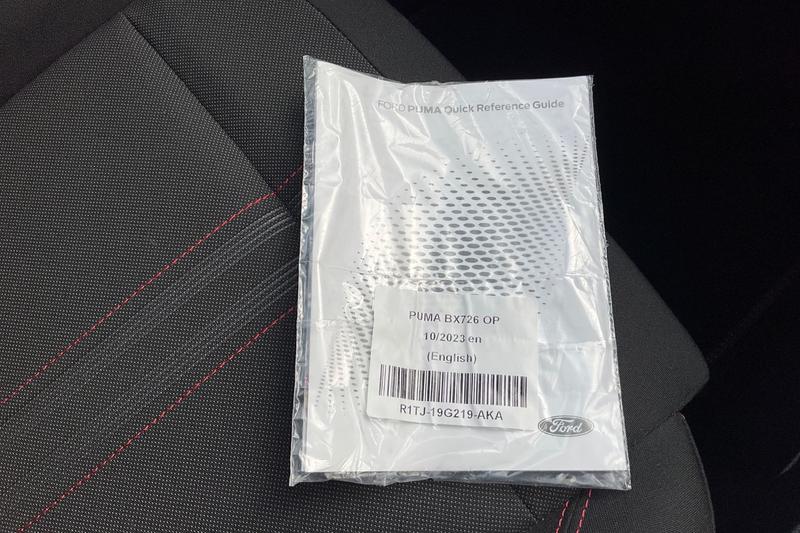 FORD PUMA Quick Reference Guide
PUMA BX726 OP
10/2023 en
(English)
R1TJ-19G219-AKA
Ford